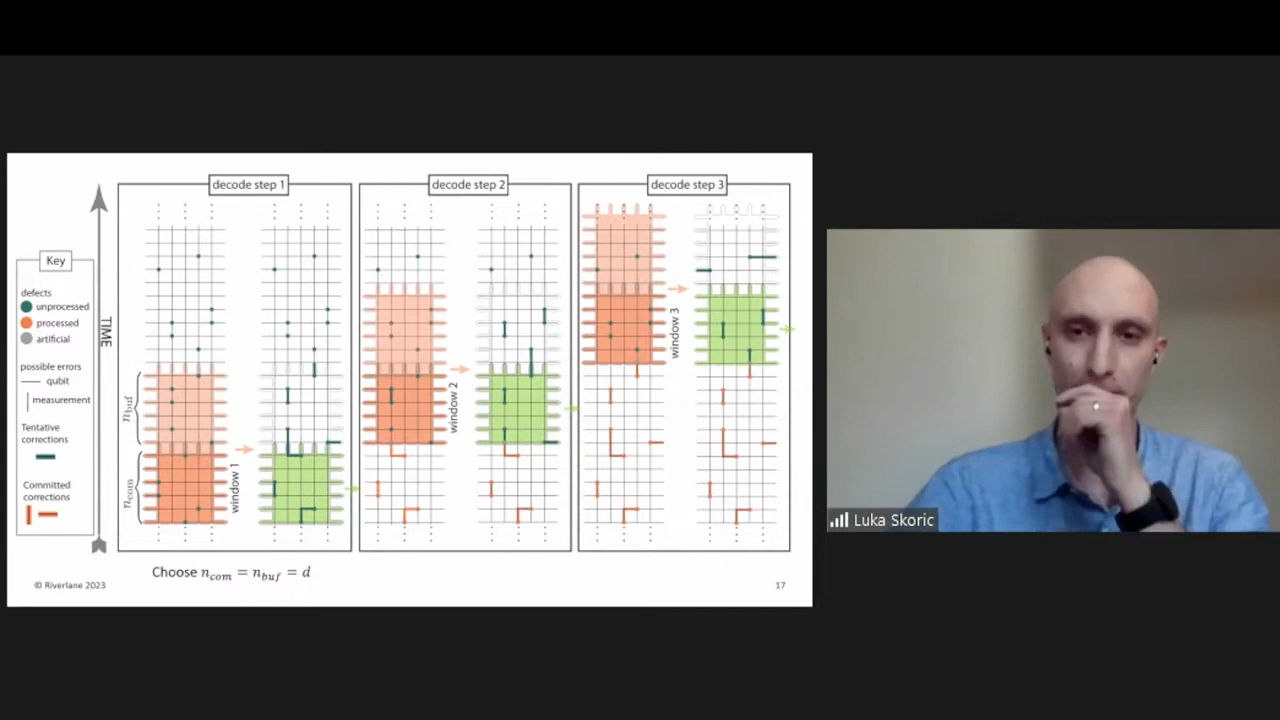 decode step 1
decode step 2
decode step 3
Key
defects
unprocessed
processed
artificial
possible errors
qubit
measurement
Tentative
corrections
Committed
corrections
TIME
n_buf
n_com
window 1
window 2
window 3
Choose n_com = n_buf = d
© Riverlane 2023
17
Luka Skoric